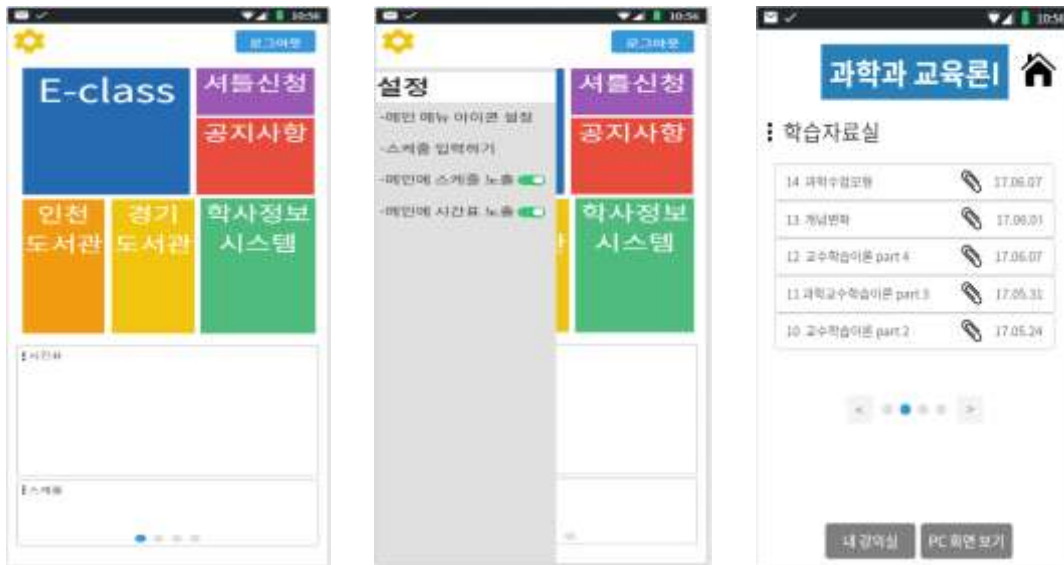 10:56
로그아웃
E-class
셔틀신청
공지사항
인천
도서관
경기
도서관
학사정보
시스템
시간표
스케줄
10:56
로그아웃
설정
-메인 메뉴 아이콘 설정
-스케줄 입력하기
-메인에 스케줄 노출
-메인에 시간표 노출
셔틀신청
공지사항
학사정보
시스템
10:56
과학과 교육론I
학습자료실
14 과학수업모형 17.06.07
13 개념변화 17.06.01
12 교수학습이론 part 4 17.06.07
11 과학교수학습이론 part 3 17.05.31
10 교수학습이론 part 2 17.05.24
< >
내 강의실
PC 화면 보기